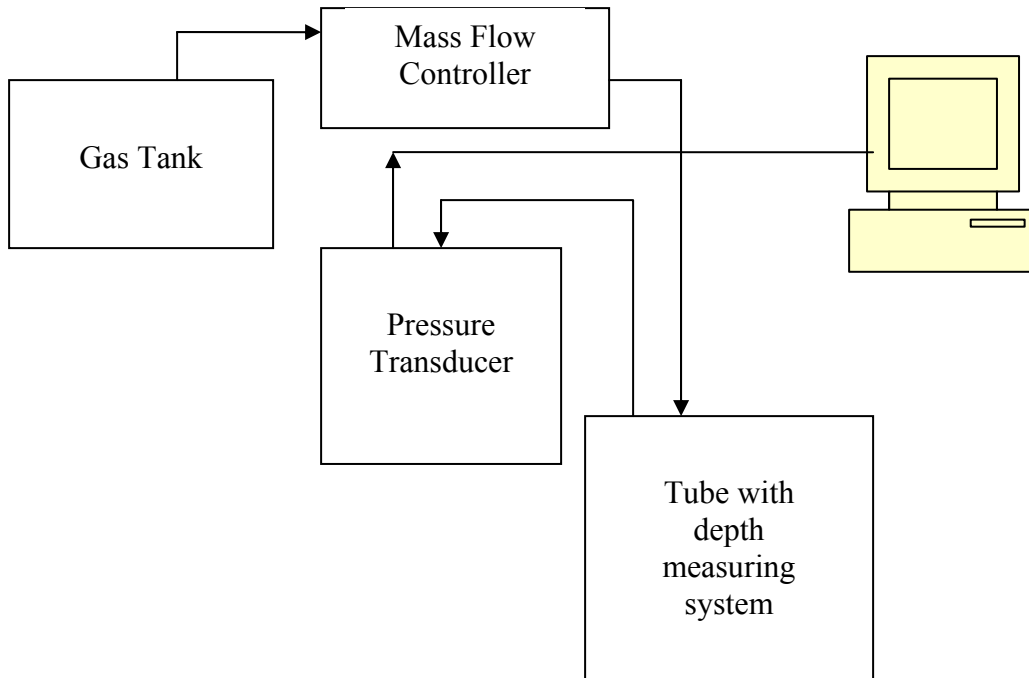 Mass Flow
Controller
Gas Tank
Pressure
Transducer
Tube with
depth
measuring
system